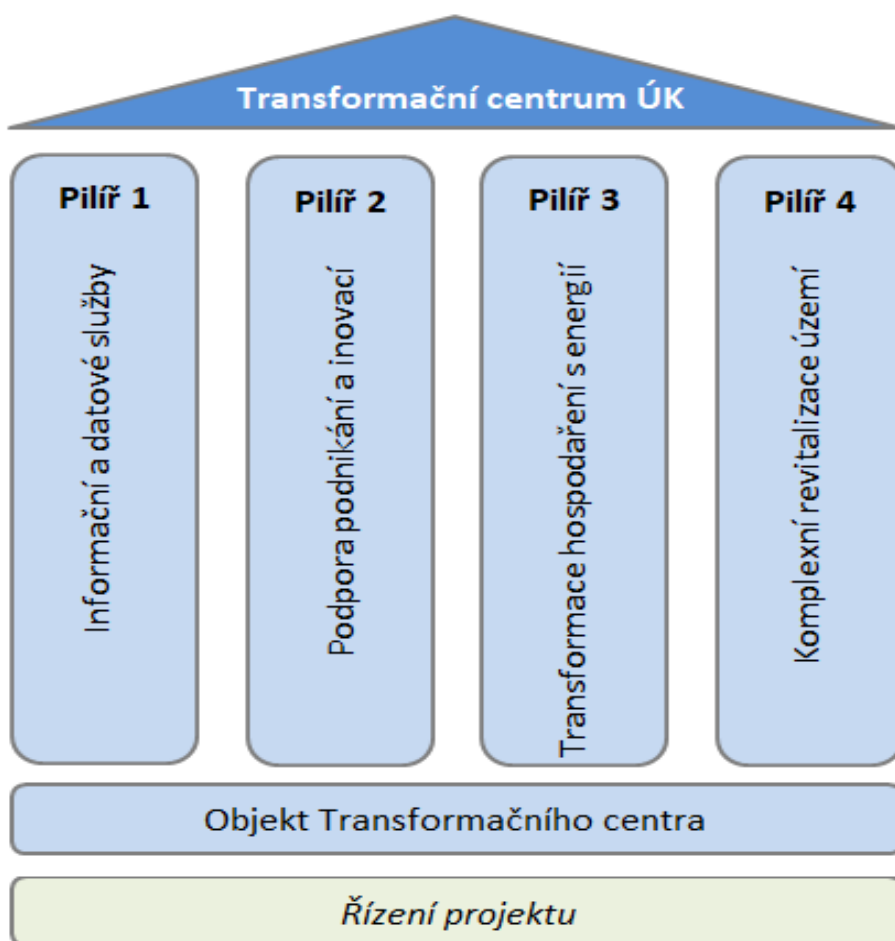 Transformační centrum ÚK
Pilíř 1
Informační a datové služby
Pilíř 2
Podpora podnikání a inovací
Pilíř 3
Transformace hospodaření s energií
Pilíř 4
Komplexní revitalizace území
Objekt Transformačního centra
Řízení projektu